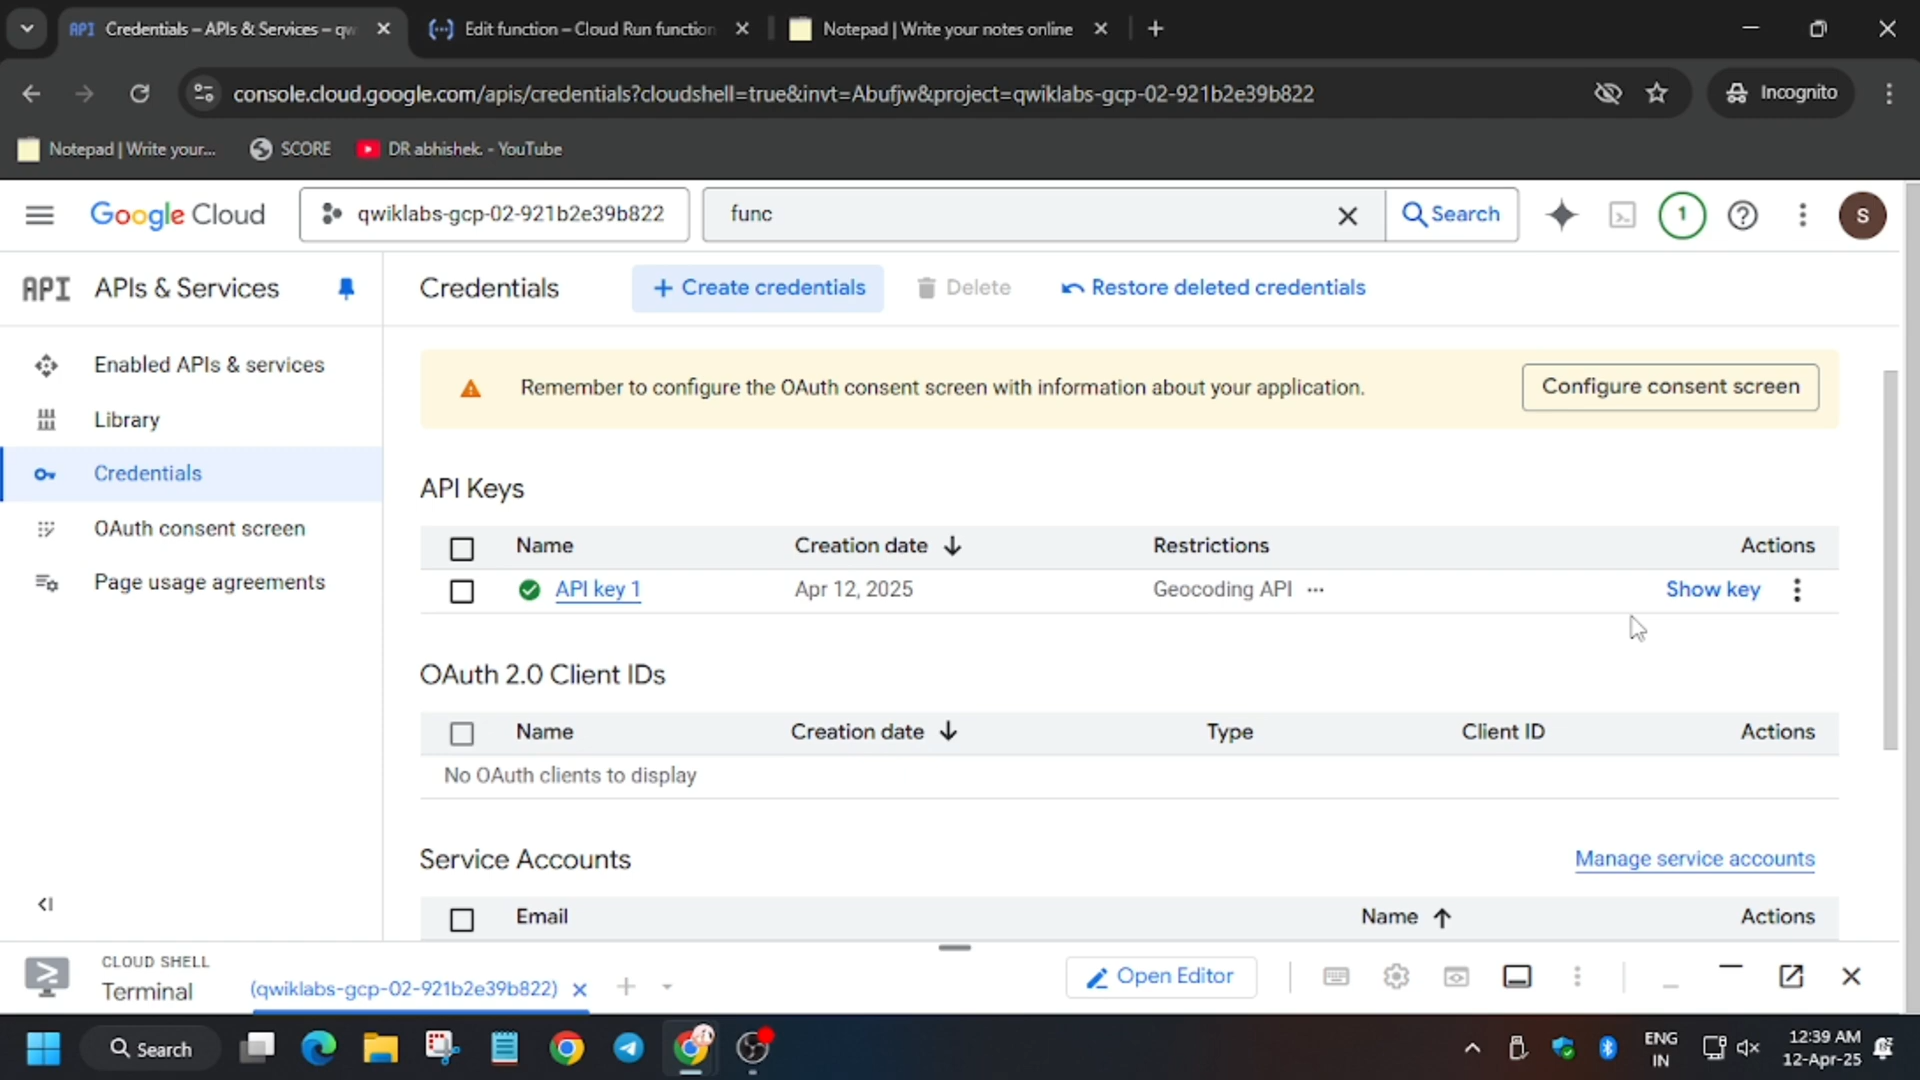 API Credentials – APIs & Services – qw
Edit function – Cloud Run function
Notepad | Write your notes online
console.cloud.google.com/apis/credentials?cloudshell=true&invt=Abufjw&project=qwiklabs-gcp-02-921b2e39b822
Incognito
Notepad | Write your...
SCORE
DR abhishek. - YouTube
Google Cloud
qwiklabs-gcp-02-921b2e39b822
func
Search
1
S
API APIs & Services
Credentials
+ Create credentials
Delete
Restore deleted credentials
Enabled APIs & services
Library
Credentials
OAuth consent screen
Page usage agreements
Remember to configure the OAuth consent screen with information about your application.
Configure consent screen
API Keys
Name
Creation date
Restrictions
Actions
API key 1
Apr 12, 2025
Geocoding API ...
Show key
OAuth 2.0 Client IDs
Name
Creation date
Type
Client ID
Actions
No OAuth clients to display
Service Accounts
Manage service accounts
Email
Name
Actions
CLOUD SHELL
Terminal
(qwiklabs-gcp-02-921b2e39b822)
Open Editor
Search
ENG
IN
12:39 AM
12-Apr-25